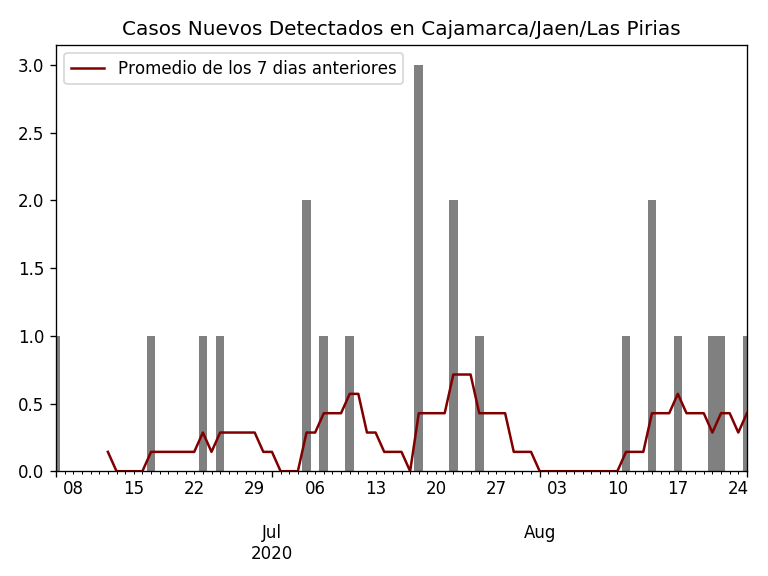 Casos Nuevos Detectados en Cajamarca/Jaen/Las Pirias
Promedio de los 7 dias anteriores
3.0
2.5
2.0
1.5
1.0
0.5
0.0
08 15 22 29 06 13 20 27 03 10 17 24
Jul Aug
2020